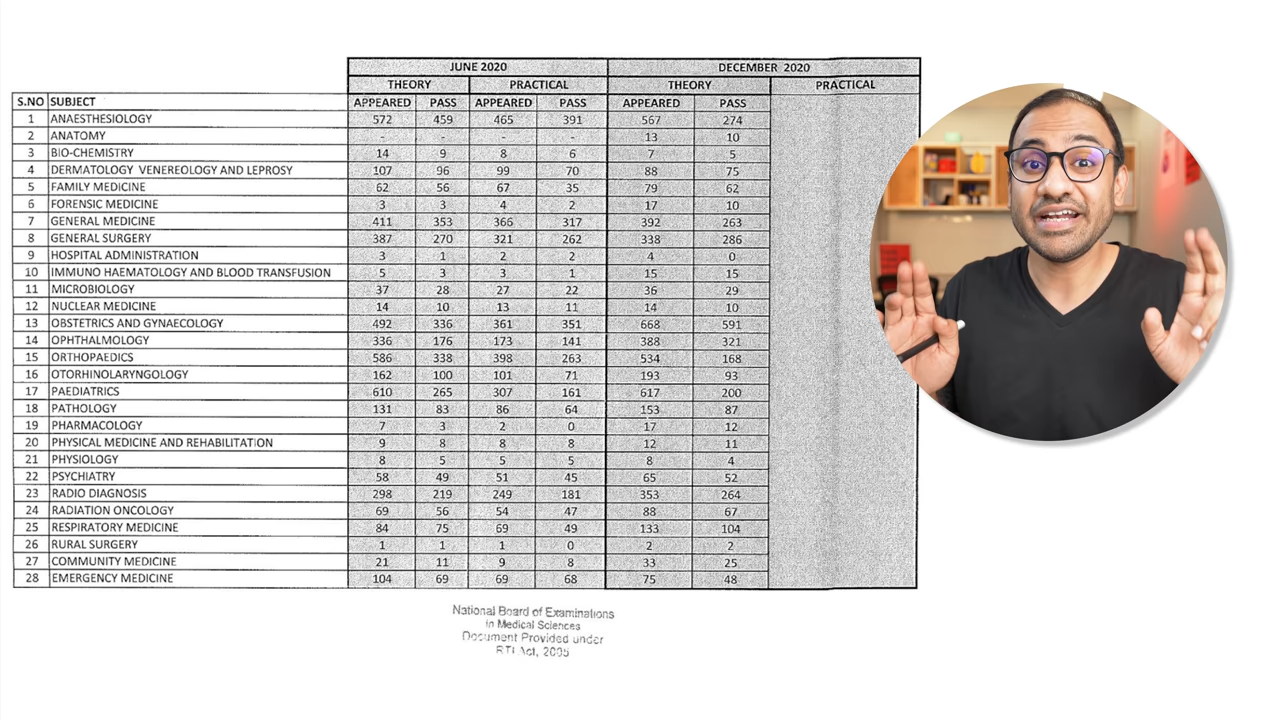 JUNE 2020 DECEMBER 2020
THEORY PRACTICAL THEORY PRACTICAL
S.NO SUBJECT APPEARED PASS APPEARED PASS APPEARED PASS
1 ANAESTHESIOLOGY 572 459 465 391 567 274
2 ANATOMY - - - - 13 10
3 BIO-CHEMISTRY 14 9 8 6 7 5
4 DERMATOLOGY VENEREOLOGY AND LEPROSY 107 96 99 70 88 75
5 FAMILY MEDICINE 62 56 67 35 79 62
6 FORENSIC MEDICINE 3 3 4 2 17 10
7 GENERAL MEDICINE 411 353 366 317 392 263
8 GENERAL SURGERY 387 270 321 262 338 286
9 HOSPITAL ADMINISTRATION 3 1 2 2 4 0
10 IMMUNO HAEMATOLOGY AND BLOOD TRANSFUSION 5 3 3 1 15 15
11 MICROBIOLOGY 37 28 27 22 36 29
12 NUCLEAR MEDICINE 14 10 13 11 14 10
13 OBSTETRICS AND GYNAECOLOGY 492 336 361 351 668 591
14 OPHTHALMOLOGY 336 176 173 141 388 321
15 ORTHOPAEDICS 586 338 398 263 534 168
16 OTORHINOLARYNGOLOGY 162 100 101 71 193 93
17 PAEDIATRICS 610 265 307 161 617 200
18 PATHOLOGY 131 83 86 64 153 87
19 PHARMACOLOGY 7 3 2 0 17 12
20 PHYSICAL MEDICINE AND REHABILITATION 9 8 8 8 12 11
21 PHYSIOLOGY 8 5 5 5 8 4
22 PSYCHIATRY 58 49 51 45 65 52
23 RADIO DIAGNOSIS 298 219 249 181 353 264
24 RADIATION ONCOLOGY 69 56 54 47 88 67
25 RESPIRATORY MEDICINE 84 75 69 49 133 104
26 RURAL SURGERY 1 1 1 0 2 2
27 COMMUNITY MEDICINE 21 11 9 8 33 25
28 EMERGENCY MEDICINE 104 69 69 68 75 48
National Board of Examinations
in Medical Sciences
Document Provided under
RTI Act, 2005